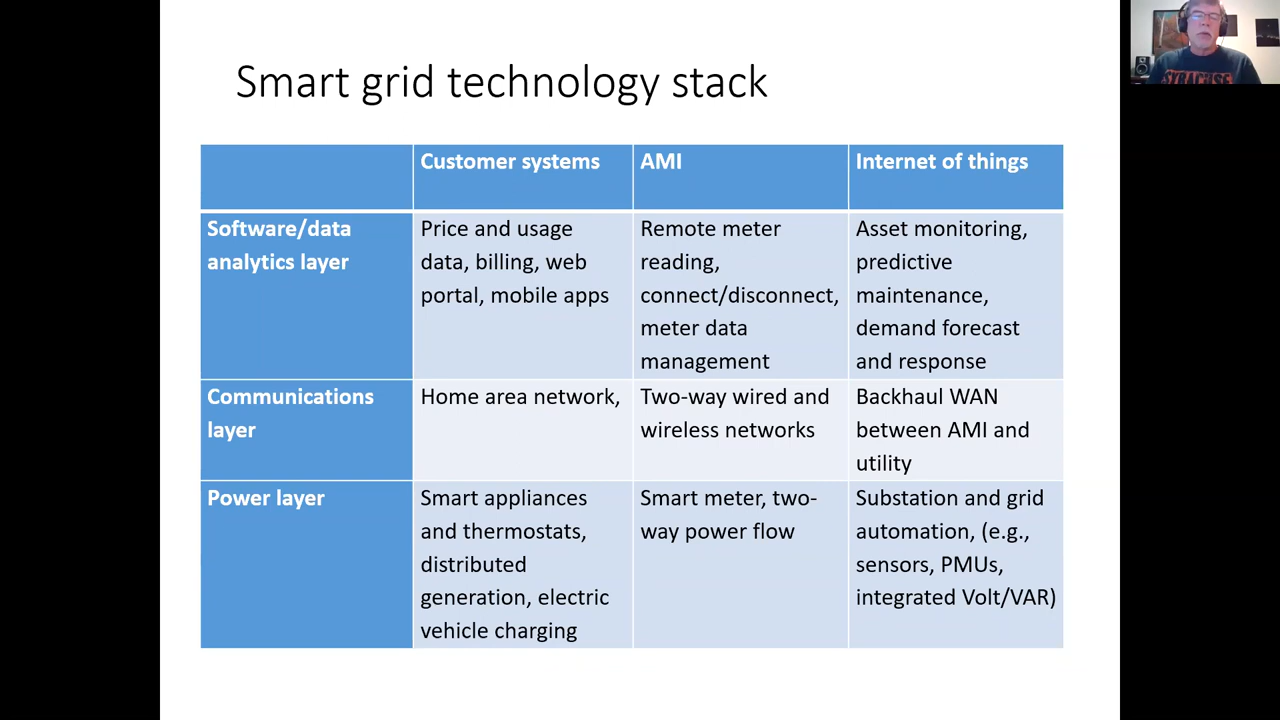 Smart grid technology stack
Customer systems
AMI
Internet of things
Software/data
analytics layer
Price and usage
data, billing, web
portal, mobile apps
Remote meter
reading,
connect/disconnect,
meter data
management
Asset monitoring,
predictive
maintenance,
demand forecast
and response
Communications
layer
Home area network,
Two-way wired and
wireless networks
Backhaul WAN
between AMI and
utility
Power layer
Smart appliances
and thermostats,
distributed
generation, electric
vehicle charging
Smart meter, two-
way power flow
Substation and grid
automation, (e.g.,
sensors, PMUs,
integrated Volt/VAR)
SYRACUSE